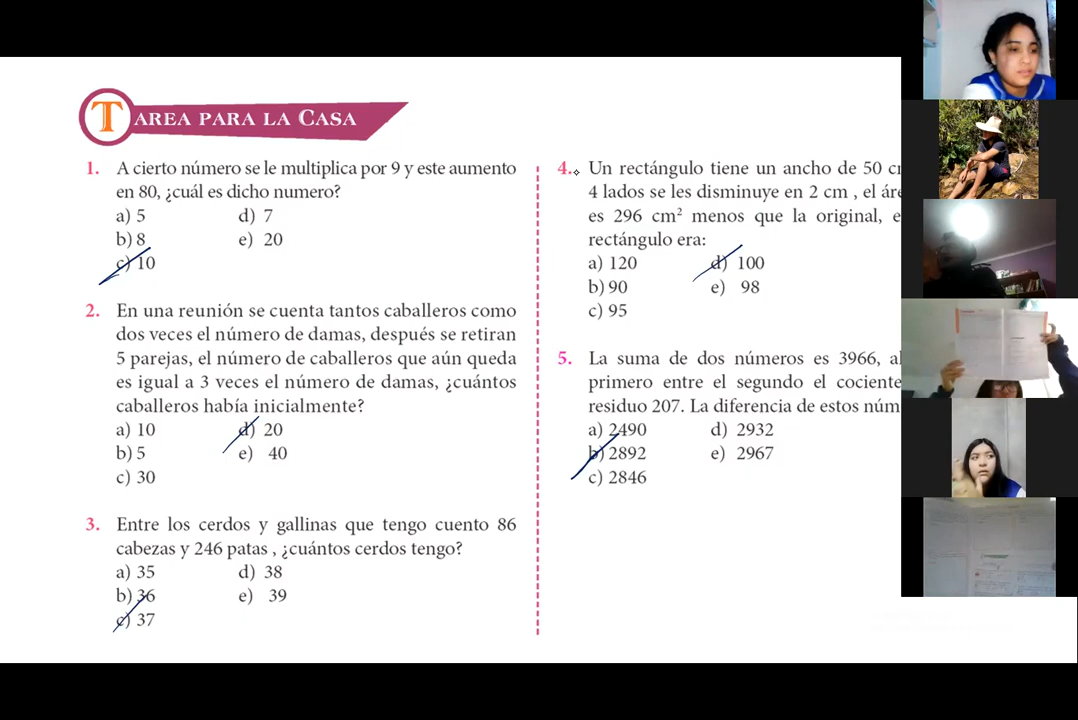 TAREA PARA LA CASA
1. A cierto número se le multiplica por 9 y este aumento
en 80, ¿cuál es dicho numero?
a) 5 d) 7
b) 8 e) 20
c) 10
2. En una reunión se cuenta tantos caballeros como
dos veces el número de damas, después se retiran
5 parejas, el número de caballeros que aún queda
es igual a 3 veces el número de damas, ¿cuántos
caballeros había inicialmente?
a) 10 d) 20
b) 5 e) 40
c) 30
3. Entre los cerdos y gallinas que tengo cuento 86
cabezas y 246 patas , ¿cuántos cerdos tengo?
a) 35 d) 38
b) 36 e) 39
c) 37
4. Un rectángulo tiene un ancho de 50
4 lados se les disminuye en 2 cm , el
es 296 cm² menos que la original,
rectángulo era:
a) 120 d) 100
b) 90 e) 98
c) 95
5. La suma de dos números es 3966,
primero entre el segundo el cociente
residuo 207. La diferencia de estos
a) 2490 d) 2932
b) 2892 e) 2967
c) 2846